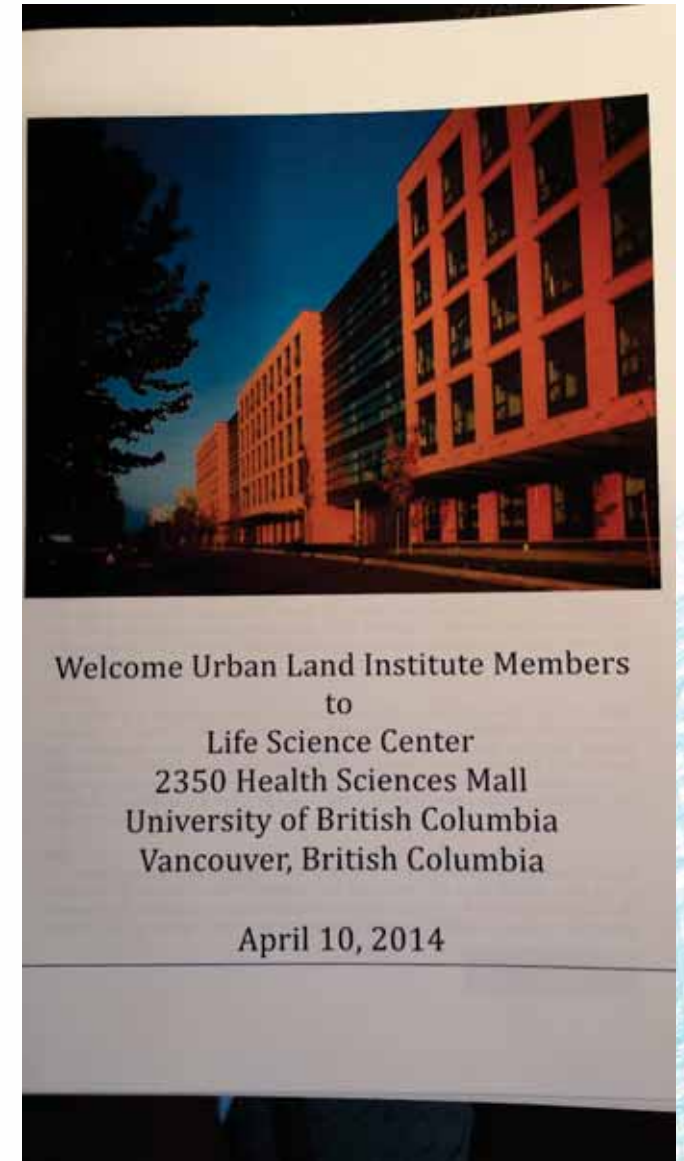 Welcome Urban Land Institute Members
to
Life Science Center
2350 Health Sciences Mall
University of British Columbia
Vancouver, British Columbia
April 10, 2014